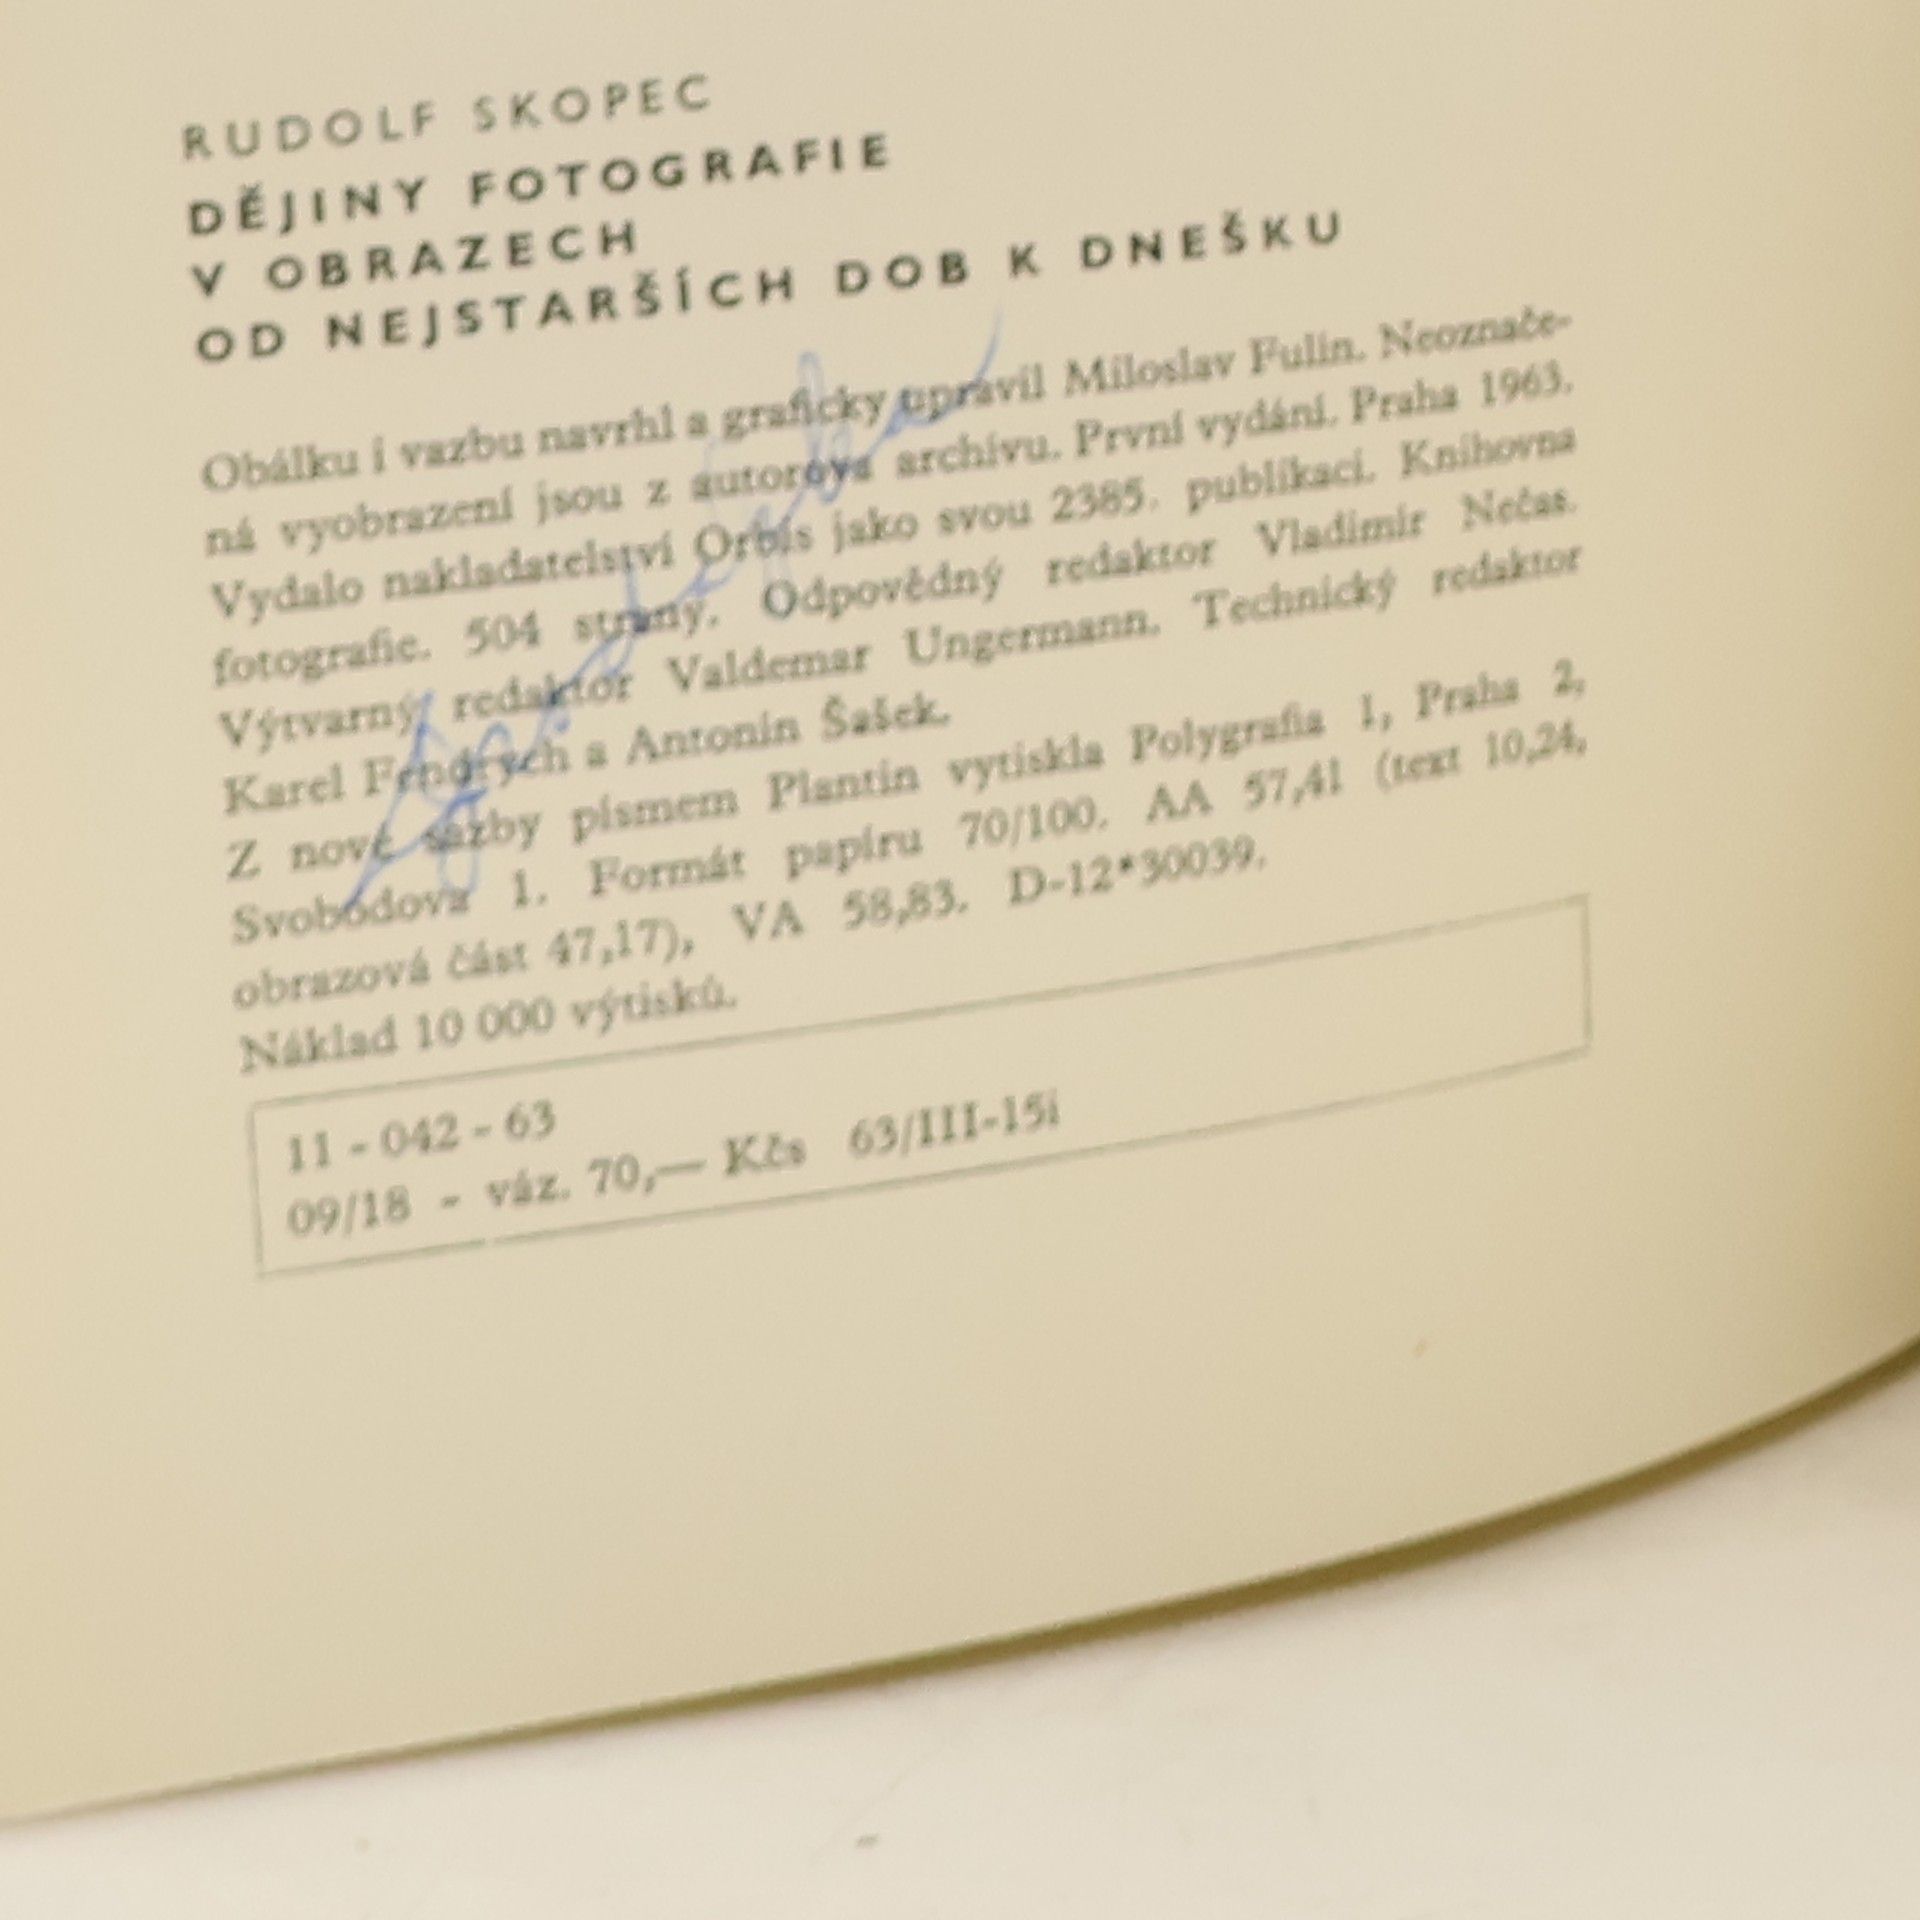 RUDOLF SKOPEC
DĚJINY FOTOGRAFIE
V OBRAZECH
OD NEJSTARŠÍCH DOB K DNEŠKU
Obálku i vazbu navrhl a graficky upravil Miloslav Fulín. Neoznače-
ná vyobrazení jsou z autorova archívu. První vydání. Praha 1963.
Vydalo nakladatelství Orbis jako svou 2385. publikaci. Knihovna
fotografie. 504 strany. Odpovědný redaktor Vladimír Nečas.
Výtvarný redaktor Valdemar Ungermann. Technický redaktor
Karel Fendrych a Antonín Šašek.
Z nové sazby písmem Plantin vytiskla Polygrafia 1, Praha 2,
Svobodova 1. Formát papíru 70/100. AA 57,41 (text 10,24,
obrazová část 47,17), VA 58,83. D-12*30039.
Náklad 10 000 výtisků.
11 - 042 - 63
09/18 - váz. 70,— Kčs 63/III-15i